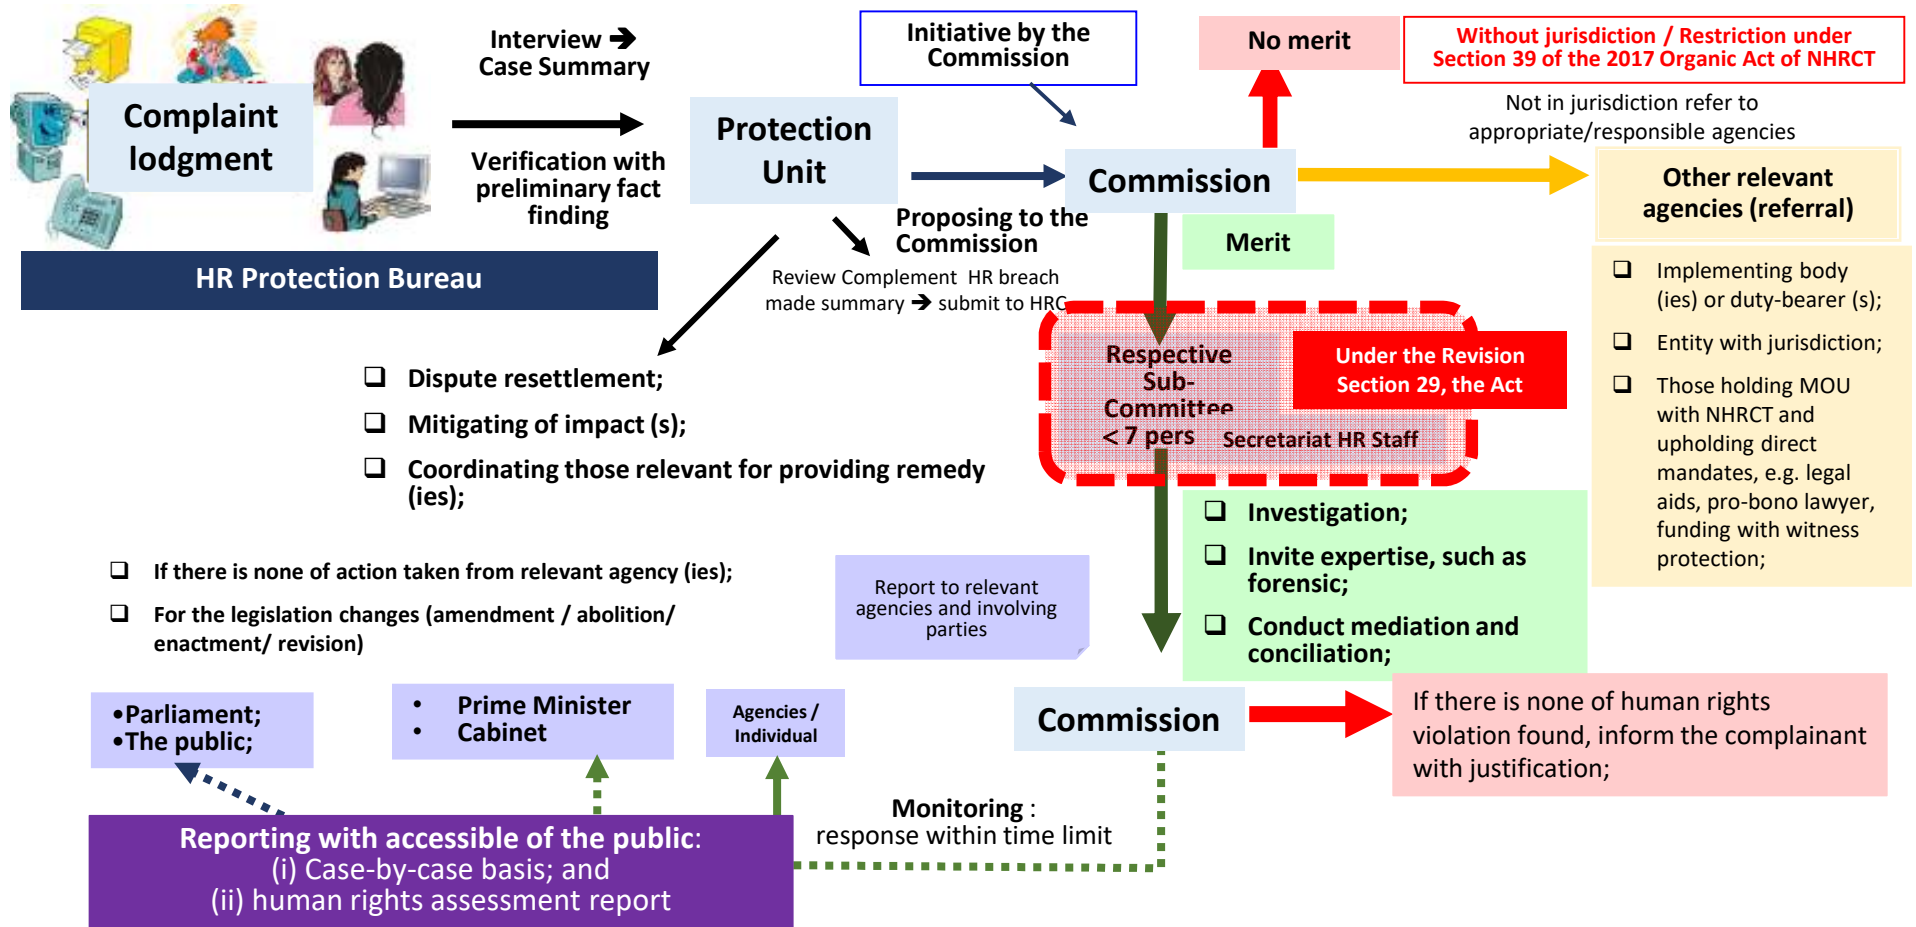 Interview ➔
Case Summary
Complaint
lodgment
Verification with
preliminary fact
finding
HR Protection Bureau
Protection
Unit
Initiative by the
Commission
No merit
Without jurisdiction / Restriction under
Section 39 of the 2017 Organic Act of NHRCT
Not in jurisdiction refer to
appropriate/responsible agencies
Commission
Proposing to the
Commission
Review Complement HR breach
made summary ➔ submit to HRC
Merit
Other relevant
agencies (referral)
❑ Implementing body
(ies) or duty-bearer (s);
❑ Entity with jurisdiction;
❑ Those holding MOU
with NHRCT and
upholding direct
mandates, e.g. legal
aids, pro-bono lawyer,
funding with witness
protection;
❑ Dispute resettlement;
❑ Mitigating of impact (s);
❑ Coordinating those relevant for providing remedy
(ies);
Respective
Sub-
Committee
< 7 pers
Secretariat HR Staff
Under the Revision
Section 29, the Act
❑ Investigation;
❑ Invite expertise, such as
forensic;
❑ Conduct mediation and
conciliation;
❑ If there is none of action taken from relevant agency (ies);
❑ For the legislation changes (amendment / abolition/
enactment/ revision)
Report to relevant
agencies and involving
parties
•Parliament;
•The public;
• Prime Minister
• Cabinet
Agencies /
Individual
Commission
If there is none of human rights
violation found, inform the complainant
with justification;
Monitoring :
response within time limit
Reporting with accessible of the public:
(i) Case-by-case basis; and
(ii) human rights assessment report